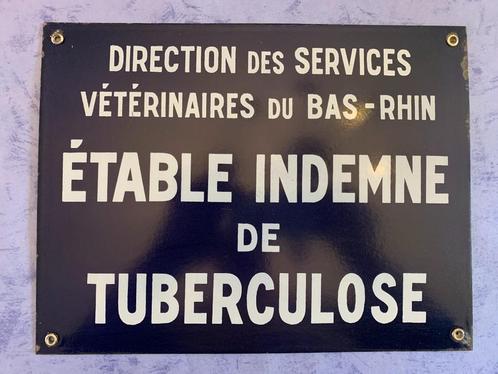 DIRECTION DES SERVICES
VÉTÉRINAIRES DU BAS-RHIN
ÉTABLE INDEMNE
DE
TUBERCULOSE